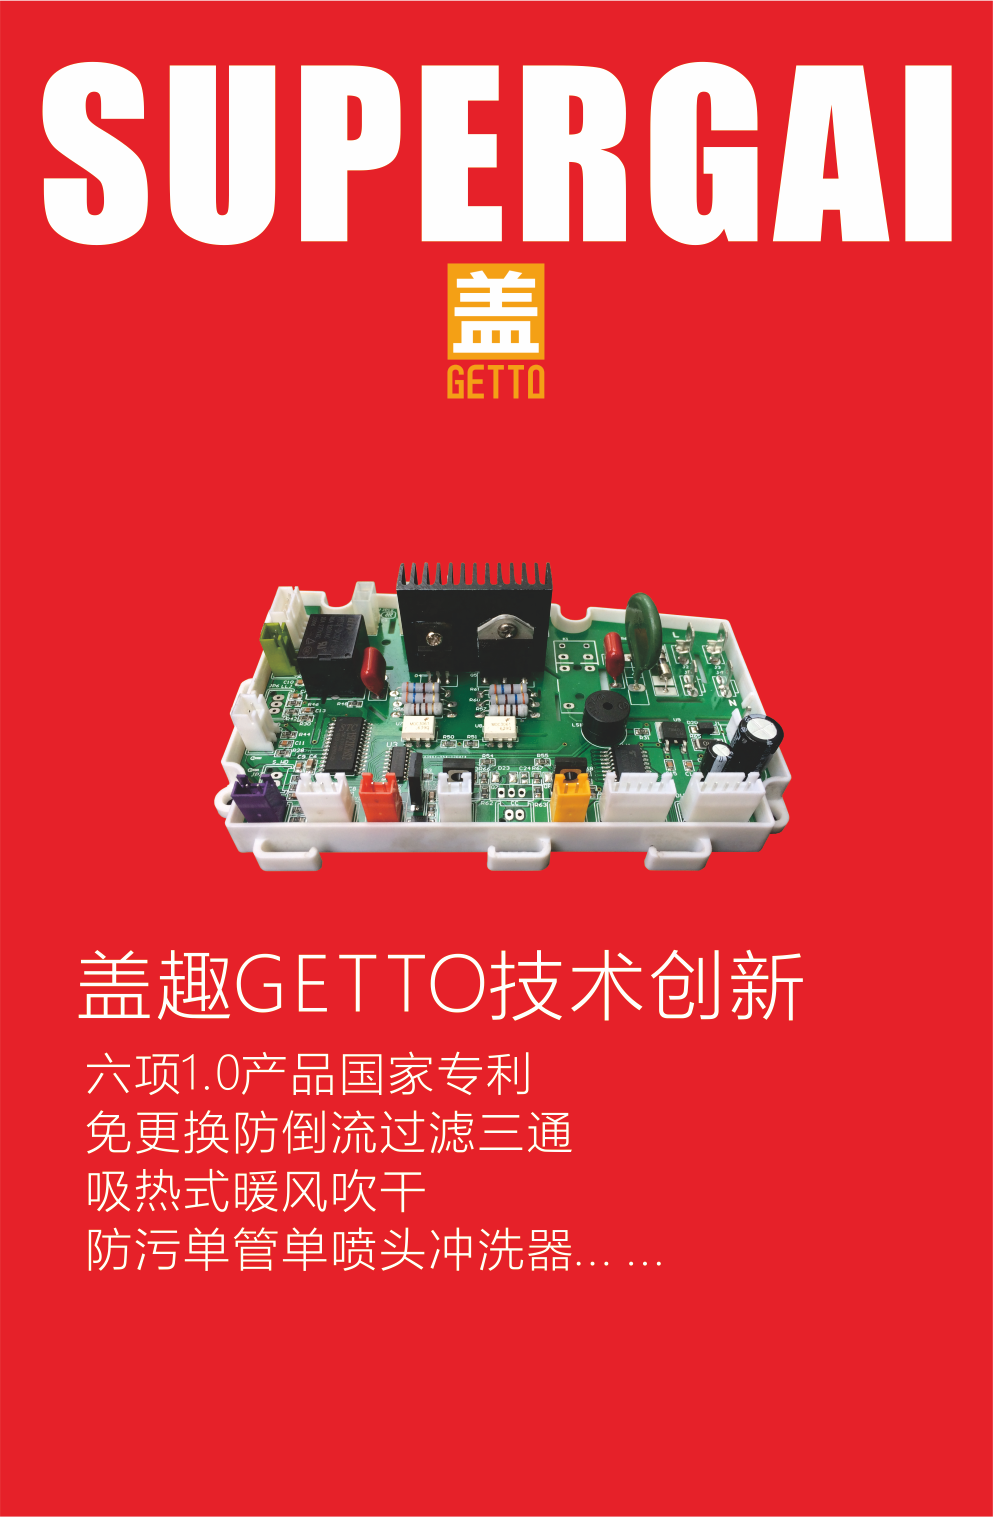 SUPERGAI
盖
GETTO
盖趣GETTO技术创新
六项1.0产品国家专利
免更换防倒流过滤三通
吸热式暖风吹干
防污单管单喷头冲洗器... ...